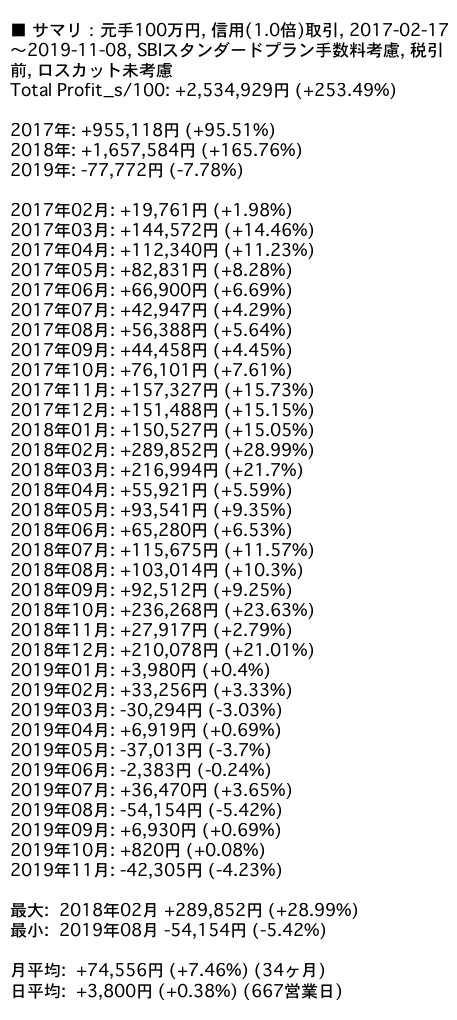 ■ サマリ：元手100万円, 信用(1.0倍)取引, 2017-02-17
～2019-11-08, SBIスタンダードプラン手数料考慮, 税引
前, ロスカット未考慮
Total Profit_s/100: +2,534,929円 (+253.49%)
2017年: +955,118円 (+95.51%)
2018年: +1,657,584円 (+165.76%)
2019年: -77,772円 (-7.78%)
2017年02月: +19,761円 (+1.98%)
2017年03月: +144,572円 (+14.46%)
2017年04月: +112,340円 (+11.23%)
2017年05月: +82,831円 (+8.28%)
2017年06月: +66,900円 (+6.69%)
2017年07月: +42,947円 (+4.29%)
2017年08月: +56,388円 (+5.64%)
2017年09月: +44,458円 (+4.45%)
2017年10月: +76,101円 (+7.61%)
2017年11月: +157,327円 (+15.73%)
2017年12月: +151,488円 (+15.15%)
2018年01月: +150,527円 (+15.05%)
2018年02月: +289,852円 (+28.99%)
2018年03月: +216,994円 (+21.7%)
2018年04月: +55,921円 (+5.59%)
2018年05月: +93,541円 (+9.35%)
2018年06月: +65,280円 (+6.53%)
2018年07月: +115,675円 (+11.57%)
2018年08月: +103,014円 (+10.3%)
2018年09月: +92,512円 (+9.25%)
2018年10月: +236,268円 (+23.63%)
2018年11月: +27,917円 (+2.79%)
2018年12月: +210,078円 (+21.01%)
2019年01月: +3,980円 (+0.4%)
2019年02月: +33,256円 (+3.33%)
2019年03月: -30,294円 (-3.03%)
2019年04月: +6,919円 (+0.69%)
2019年05月: -37,013円 (-3.7%)
2019年06月: -2,383円 (-0.24%)
2019年07月: +36,470円 (+3.65%)
2019年08月: -54,154円 (-5.42%)
2019年09月: +6,930円 (+0.69%)
2019年10月: +820円 (+0.08%)
2019年11月: -42,305円 (-4.23%)
最大: 2018年02月 +289,852円 (+28.99%)
最小: 2019年08月 -54,154円 (-5.42%)
月平均: +74,556円 (+7.46%) (34ヶ月)
日平均: +3,800円 (+0.38%) (667営業日)